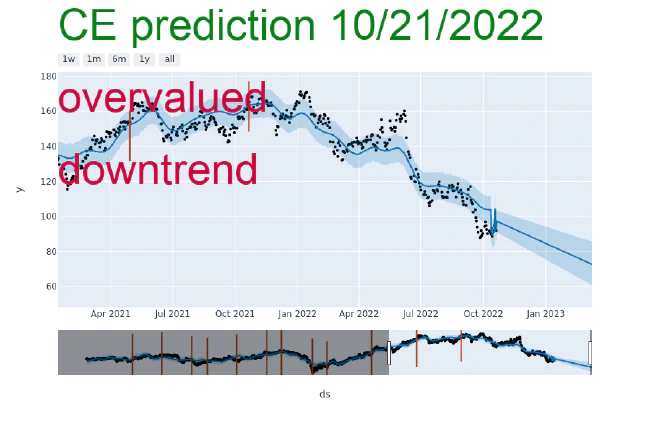 CE prediction 10/21/2022
1w 1m 6m 1y all
180
160
overvalued
140
downtrend
120
y
100
80
60
Apr 2021 Jul 2021 Oct 2021 Jan 2022 Apr 2022 Jul 2022 Oct 2022 Jan 2023
ds